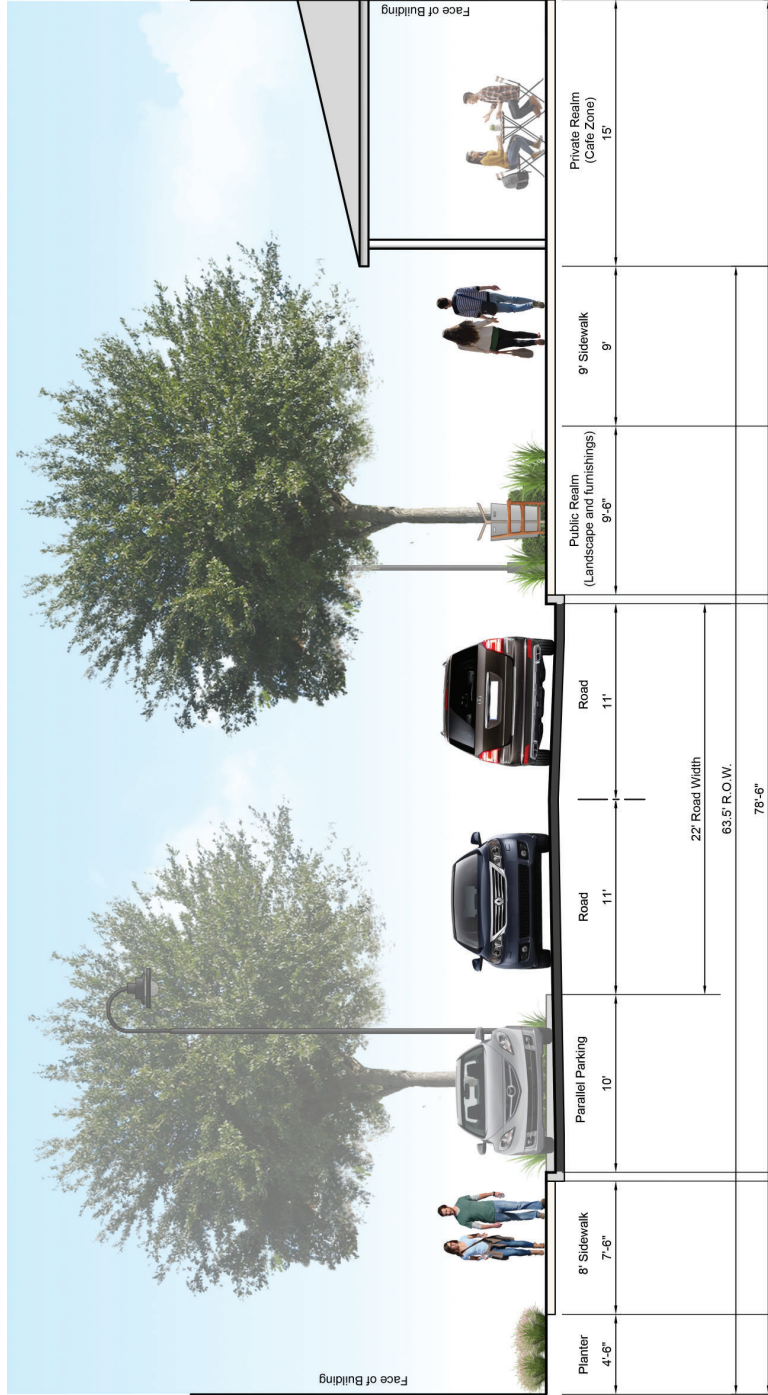 Face of Building
Face of Building
Planter
4'-6"
8' Sidewalk
7'-6"
Parallel Parking
10'
Road
11'
Road
11'
Public Realm
(Landscape and furnishings)
9'-6"
9' Sidewalk
9'
Private Realm
(Cafe Zone)
15'
22' Road Width
63.5' R.O.W.
78'-6"